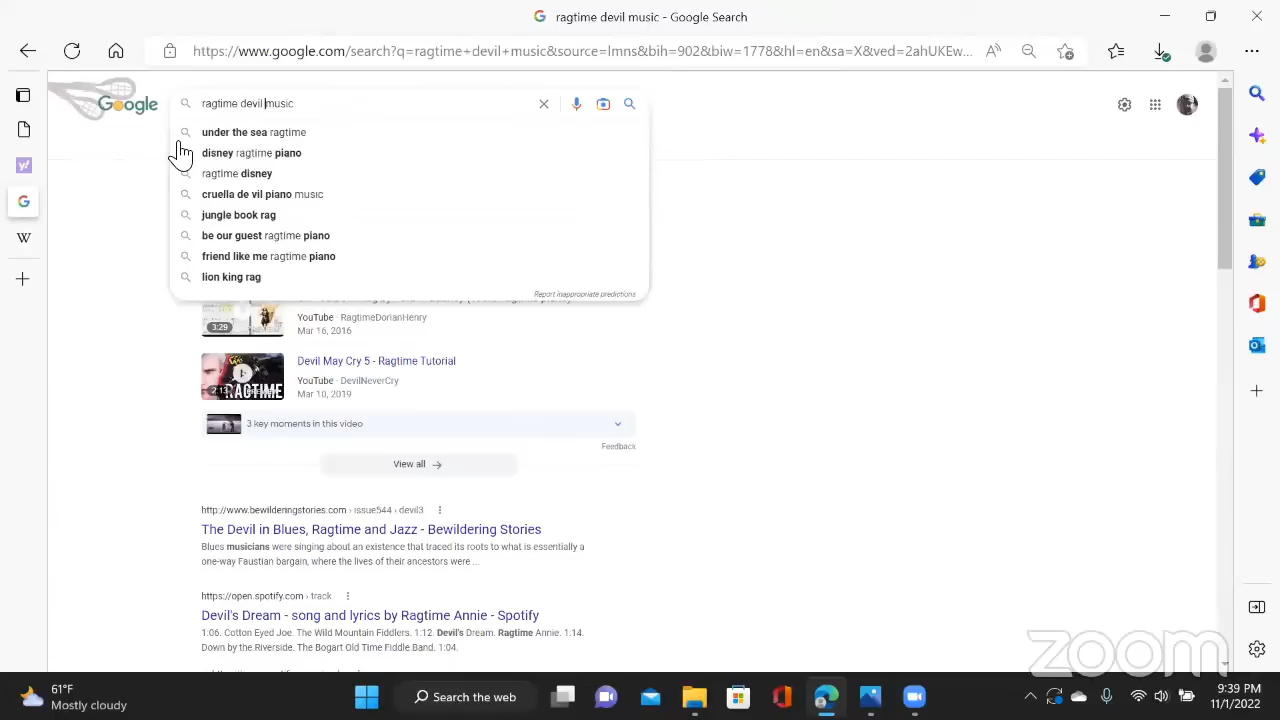 ragtime devil music - Google Search
https://www.google.com/search?q=ragtime+devil+music&source=lmns&bih=902&biw=1778&hl=en&sa=X&ved=2ahUKEw...
Google
ragtime devil music
under the sea ragtime
disney ragtime piano
ragtime disney
cruella de vil piano music
jungle book rag
be our guest ragtime piano
friend like me ragtime piano
lion king rag
Report inappropriate predictions
YouTube · RagtimeDorianHenry
3:29
Mar 16, 2016
Devil May Cry 5 - Ragtime Tutorial
YouTube · DevilNeverCry
2:13
RAGTIME
Mar 10, 2019
3 key moments in this video
Feedback
View all
http://www.bewilderingstories.com › issue544 › devil3
The Devil in Blues, Ragtime and Jazz - Bewildering Stories
Blues musicians were singing about an existence that traced its roots to what is essentially a
one-way Faustian bargain, where the lives of their ancestors were ...
https://open.spotify.com › track
Devil's Dream - song and lyrics by Ragtime Annie - Spotify
1:06. Cotton Eyed Joe. The Wild Mountain Fiddlers. 1:12. Devil's Dream. Ragtime Annie. 1:14.
Down by the Riverside. The Bogart Old Time Fiddle Band. 1:04.
zoom
61°F
Mostly cloudy
Search the web
9:39 PM
11/1/2022